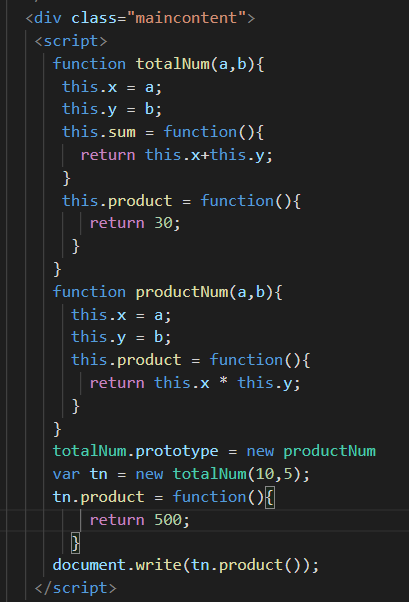 <div class="maincontent">
<script>
function totalNum(a,b){
this.x = a;
this.y = b;
this.sum = function(){
return this.x+this.y;
}
this.product = function(){
return 30;
}
}
function productNum(a,b){
this.x = a;
this.y = b;
this.product = function(){
return this.x * this.y;
}
}
totalNum.prototype = new productNum
var tn = new totalNum(10,5);
tn.product = function(){
return 500;
}
document.write(tn.product());
</script>